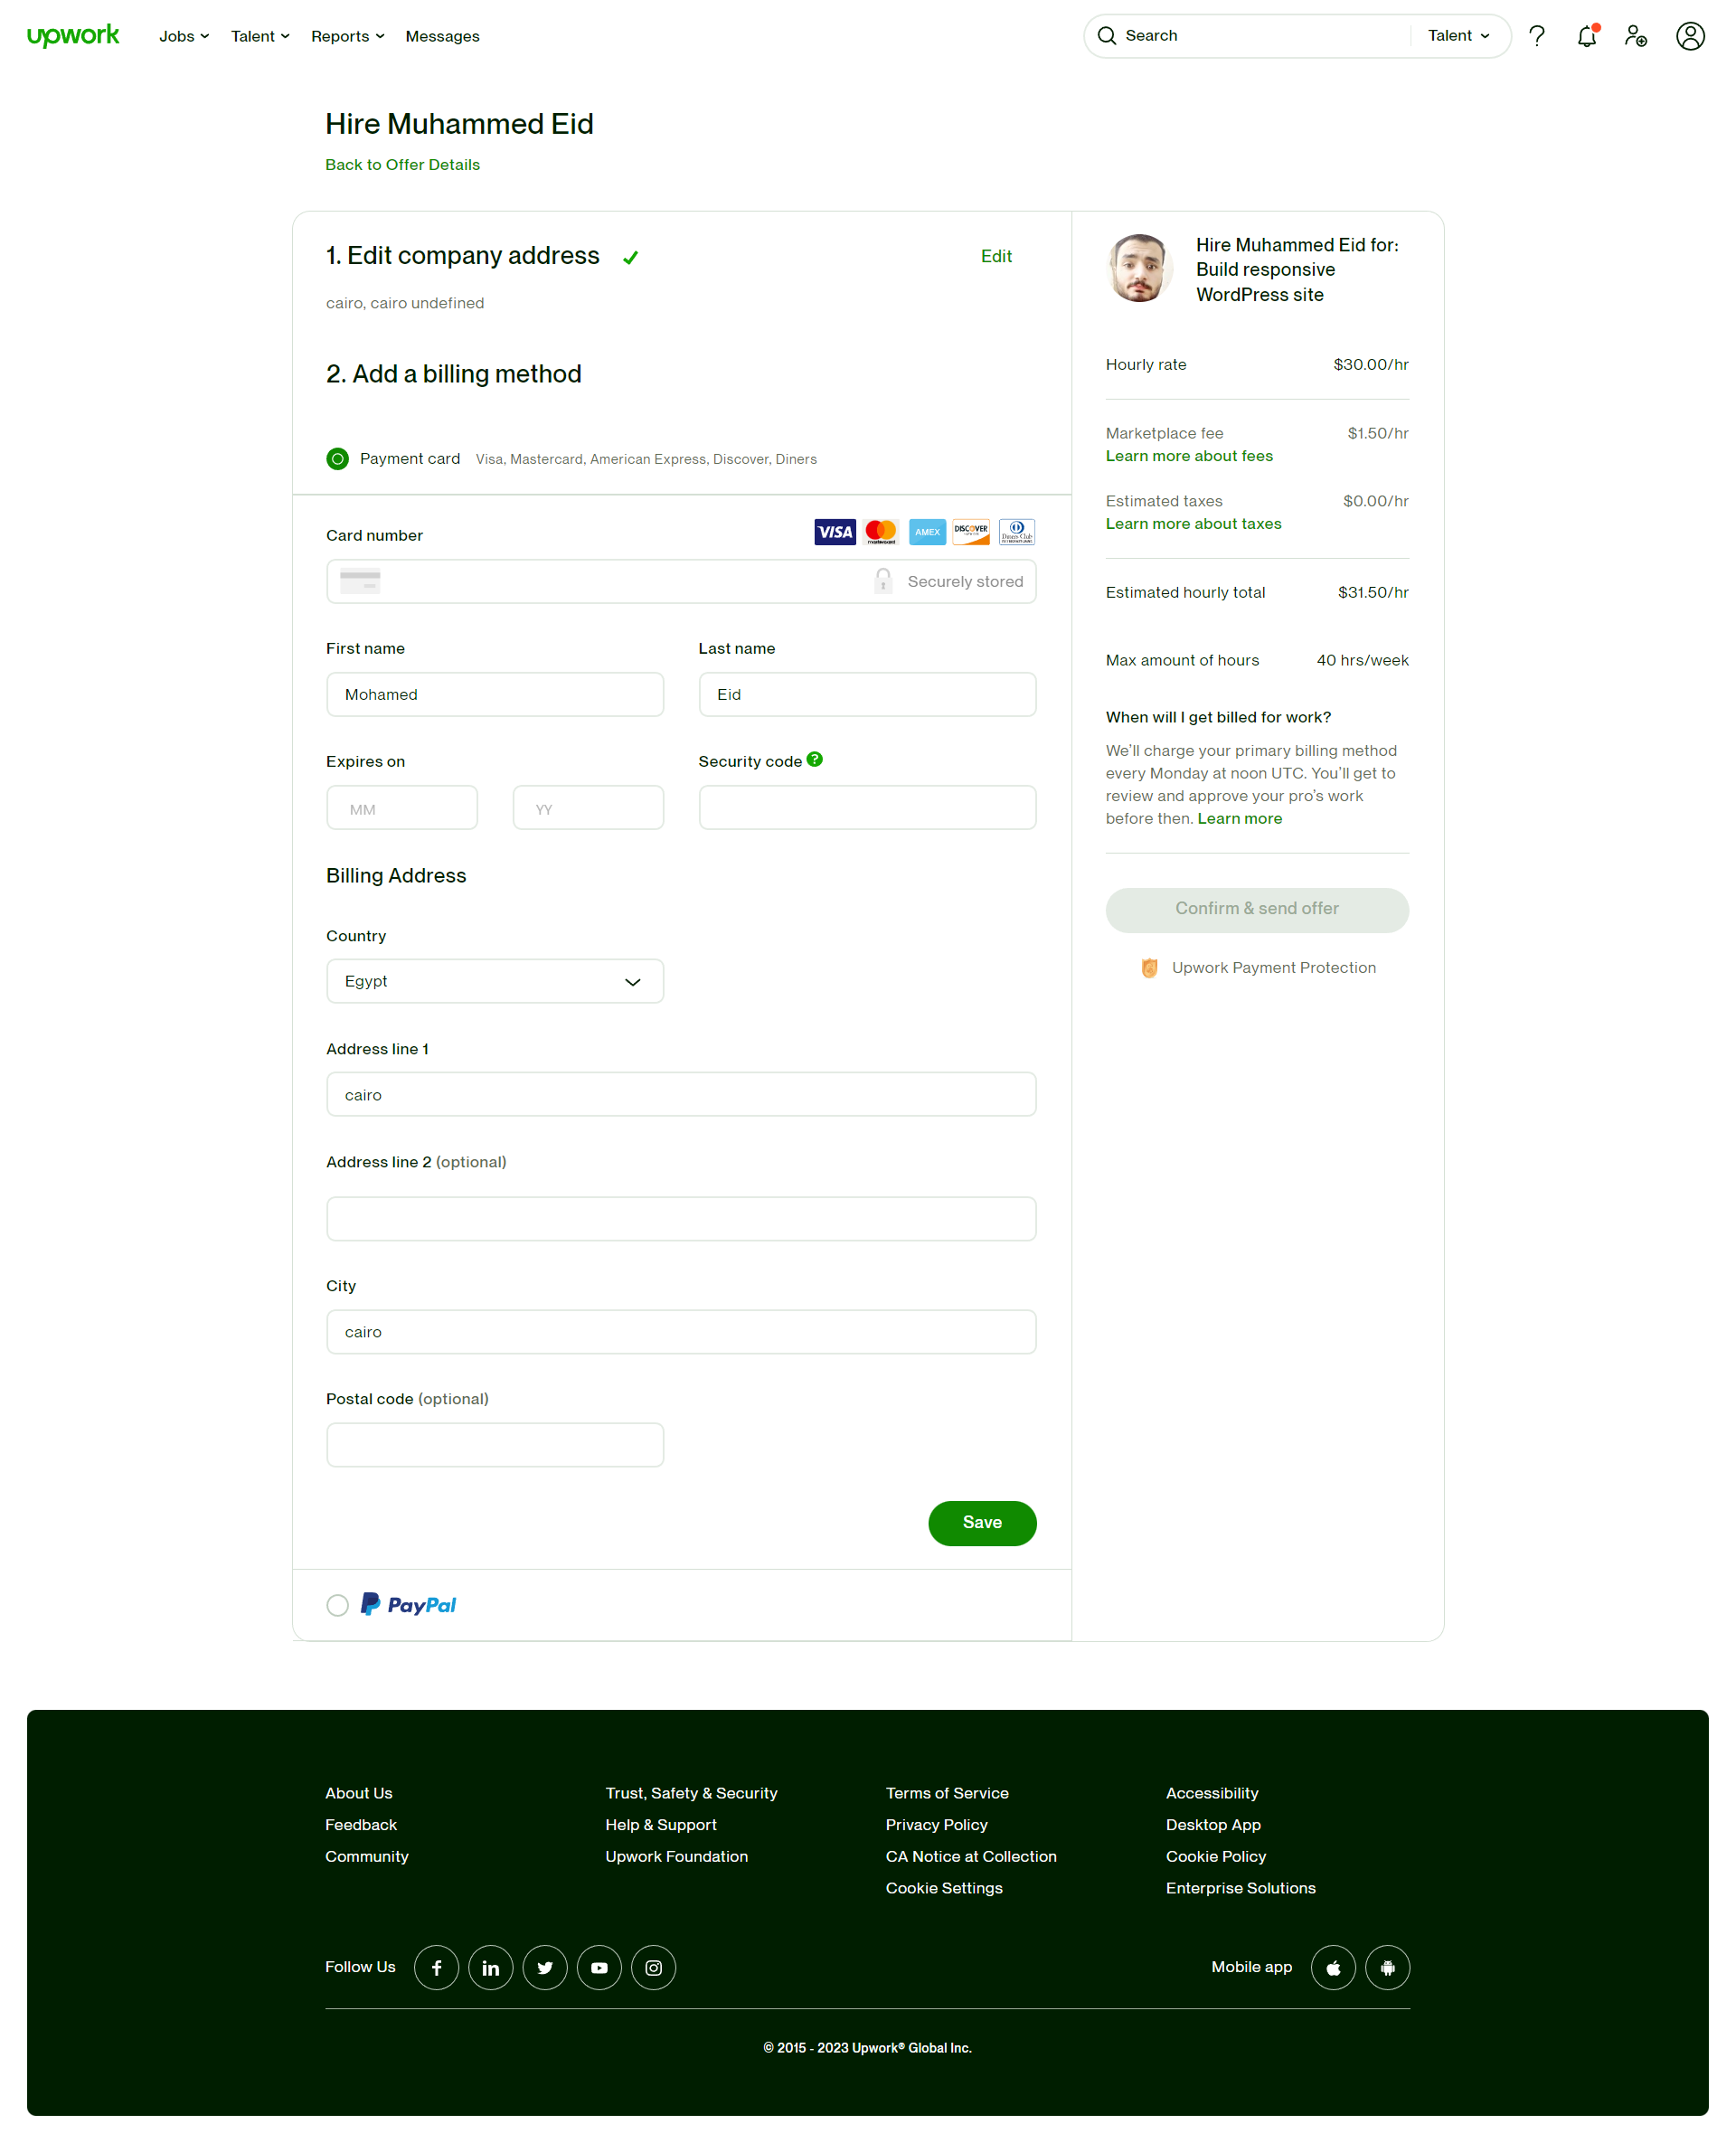 upwork
Jobs
Talent
Reports
Messages
Search
Talent
Hire Muhammed Eid
Back to Offer Details
1. Edit company address
Edit
cairo, cairo undefined
2. Add a billing method
Payment card Visa, Mastercard, American Express, Discover, Diners
Card number
VISA
mastercard
AMEX
DISCOVER
Diners Club
INTERNATIONAL
Securely stored
First name
Last name
Mohamed
Eid
Expires on
Security code ?
MM
YY
Billing Address
Country
Egypt
Address line 1
cairo
Address line 2 (optional)
City
cairo
Postal code (optional)
Save
PayPal
Hire Muhammed Eid for:
Build responsive
WordPress site
Hourly rate $30.00/hr
Marketplace fee $1.50/hr
Learn more about fees
Estimated taxes $0.00/hr
Learn more about taxes
Estimated hourly total $31.50/hr
Max amount of hours 40 hrs/week
When will I get billed for work?
We'll charge your primary billing method
every Monday at noon UTC. You'll get to
review and approve your pro's work
before then. Learn more
Confirm & send offer
Upwork Payment Protection
About Us
Feedback
Community
Trust, Safety & Security
Help & Support
Upwork Foundation
Terms of Service
Privacy Policy
CA Notice at Collection
Cookie Settings
Accessibility
Desktop App
Cookie Policy
Enterprise Solutions
Follow Us
Mobile app
© 2015 - 2023 Upwork® Global Inc.